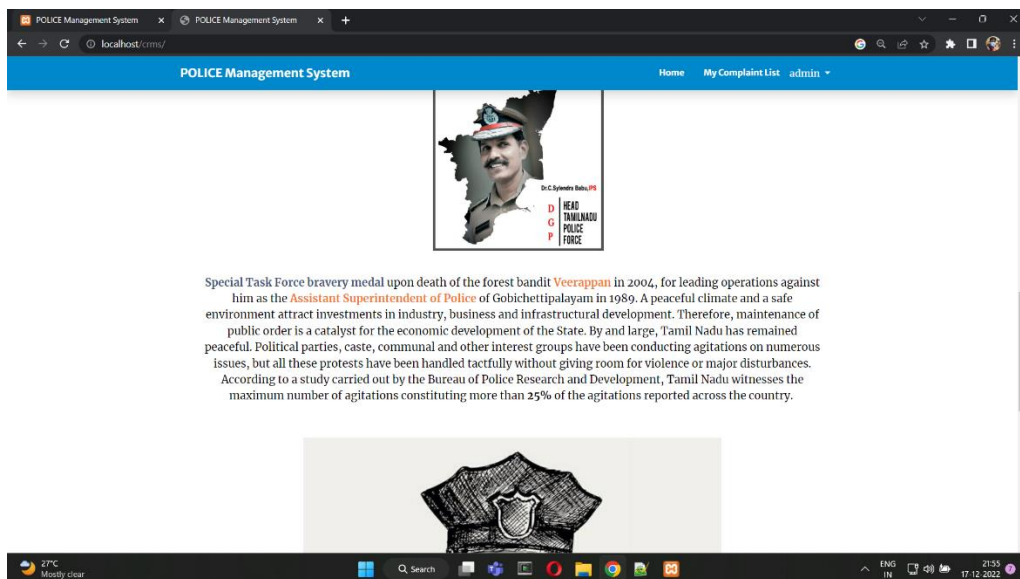 POLICE Management System
POLICE Management System
localhost/crms/
POLICE Management System Home My Complaint List admin
Dr.C.Sylendra Babu,IPS
D G P
HEAD
TAMILNADU
POLICE
FORCE
Special Task Force bravery medal upon death of the forest bandit Veerappan in 2004, for leading operations against
him as the Assistant Superintendent of Police of Gobichettipalayam in 1989. A peaceful climate and a safe
environment attract investments in industry, business and infrastructural development. Therefore, maintenance of
public order is a catalyst for the economic development of the State. By and large, Tamil Nadu has remained
peaceful. Political parties, caste, communal and other interest groups have been conducting agitations on numerous
issues, but all these protests have been handled tactfully without giving room for violence or major disturbances.
According to a study carried out by the Bureau of Police Research and Development, Tamil Nadu witnesses the
maximum number of agitations constituting more than 25% of the agitations reported across the country.
27°C
Mostly clear
Search
ENG
IN
21:55
17-12-2022